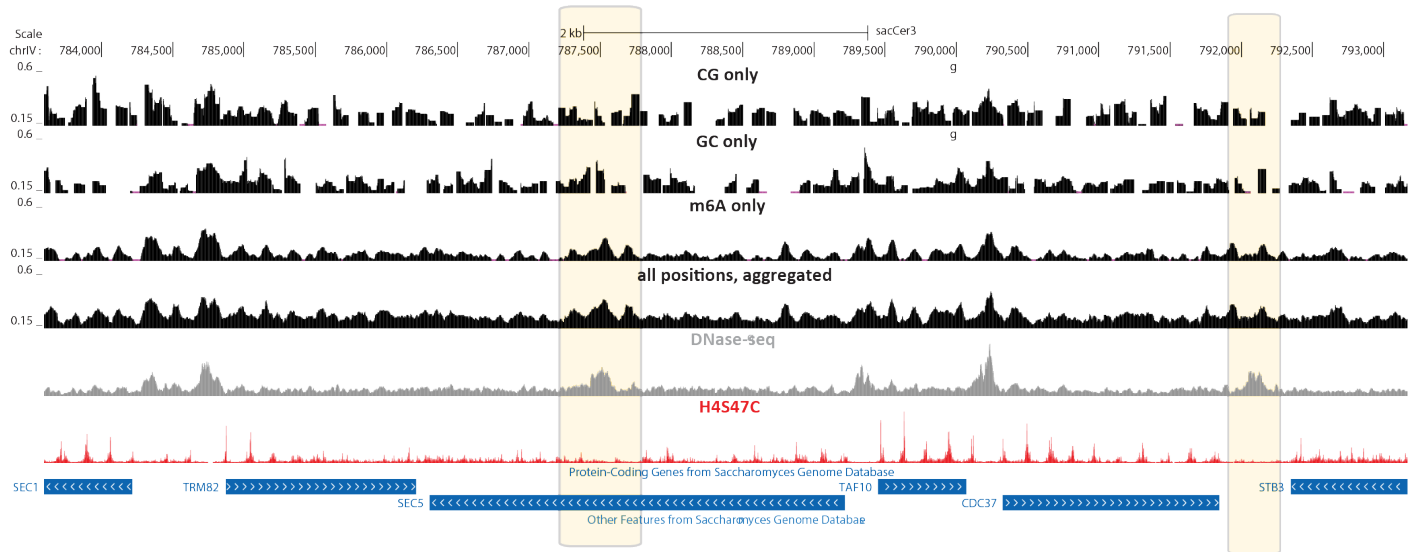 Scale 2 kb sacCer3
chrIV: 784,000 784,500 785,000 785,500 786,000 786,500 787,000 787,500 788,000 788,500 789,000 789,500 790,000 790,500 791,000 791,500 792,000 792,500 793,000
0.6 g
CG only
0.15
0.6 g
GC only
0.15
0.6 m6A only
0.15
0.6 all positions, aggregated
0.15
DNase-seq
H4S47C
Protein-Coding Genes from Saccharomyces Genome Database
SEC1 TRM82 TAF10 STB3
SEC5 CDC37
Other Features from Saccharomyces Genome Database